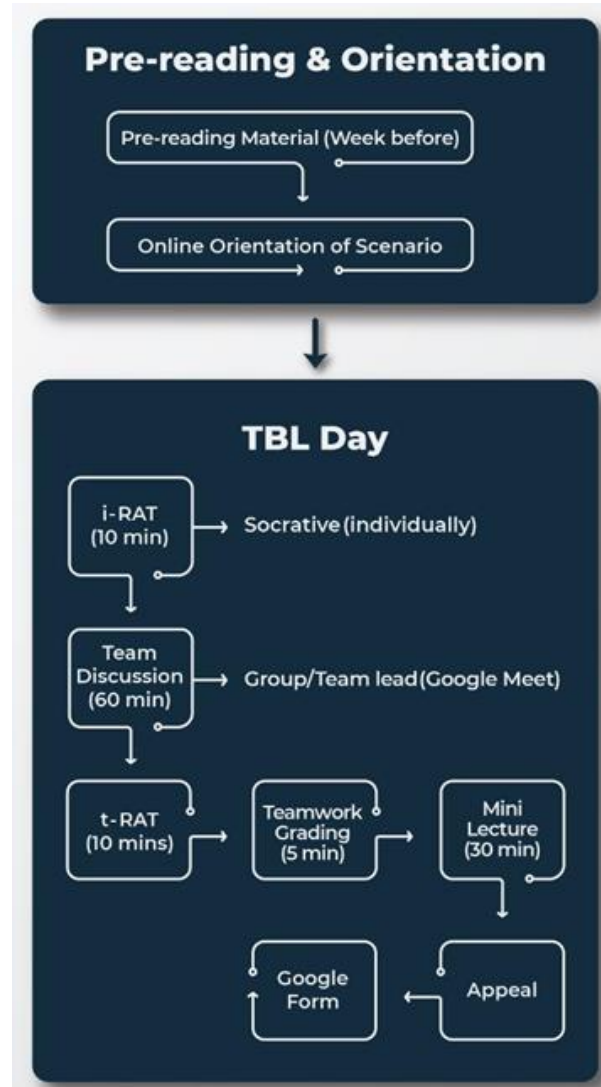 Pre-reading & Orientation
Pre-reading Material (Week before)
Online Orientation of Scenario
TBL Day
i-RAT
(10 min)
Socrative (individually)
Team
Discussion
(60 min)
Group/Team lead (Google Meet)
t-RAT
(10 mins)
Teamwork
Grading
(5 min)
Mini
Lecture
(30 min)
Appeal
Google
Form